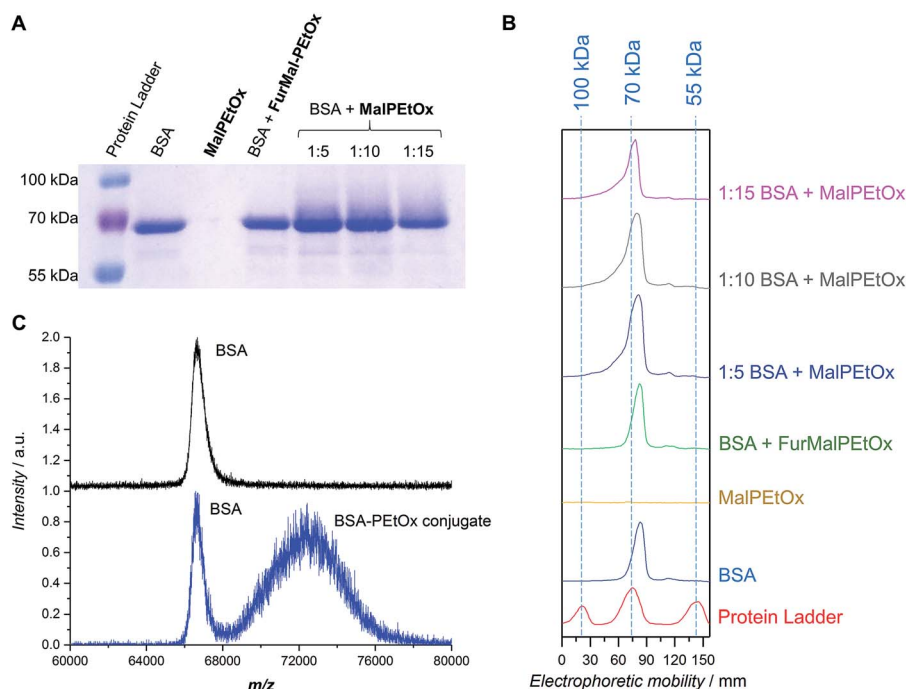 A
Protein Ladder
BSA
MalPEtOx
BSA + FurMal-PEtOx
BSA + MalPEtOx
1:5 1:10 1:15
100 kDa
70 kDa
55 kDa
B
100 kDa
70 kDa
55 kDa
1:15 BSA + MalPEtOx
1:10 BSA + MalPEtOx
1:5 BSA + MalPEtOx
BSA + FurMalPEtOx
MalPEtOx
BSA
Protein Ladder
0 30 60 90 120 150
Electrophoretic mobility / mm
C
2.0
1.8
1.6
1.4
1.2
1.0
0.8
0.6
0.4
0.2
0.0
Intensity / a.u.
BSA
BSA
BSA-PEtOx conjugate
60000 64000 68000 72000 76000 80000
m/z